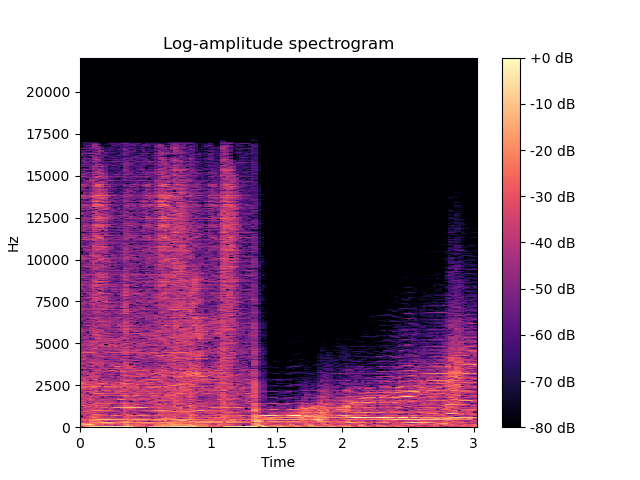 Log-amplitude spectrogram
Hz
20000
17500
15000
12500
10000
7500
5000
2500
0
0 0.5 1 1.5 2 2.5 3
Time
+0 dB
-10 dB
-20 dB
-30 dB
-40 dB
-50 dB
-60 dB
-70 dB
-80 dB